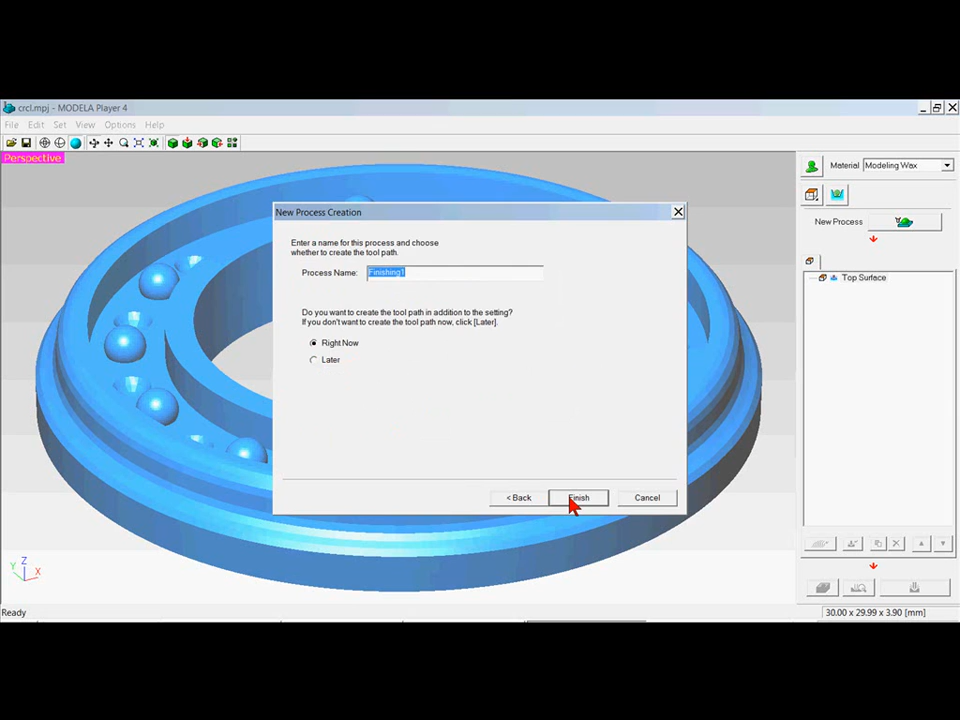 crcl.mpj - MODELA Player 4
File Edit Set View Options Help
Perspective
Material Modeling Wax
New Process
Top Surface
New Process Creation
Enter a name for this process and choose
whether to create the tool path.
Process Name: Finishing1
Do you want to create the tool path in addition to the setting?
If you don't want to create the tool path now, click [Later].
Right Now
Later
< Back Finish Cancel
Z
Y X
Ready
30.00 x 29.99 x 3.90 [mm]